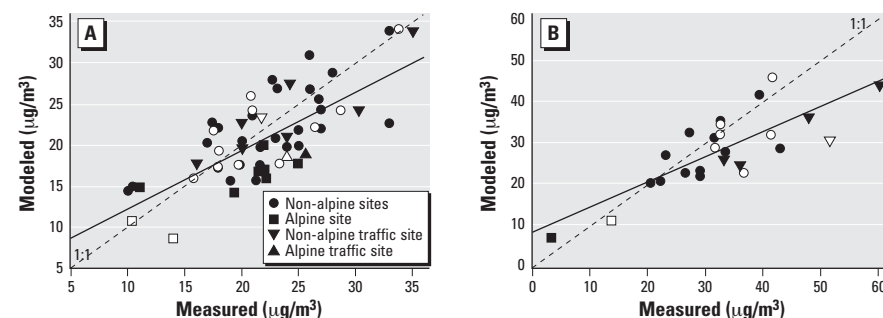 A
35
30
25
20
15
10
5
Modeled (μg/m³)
1:1
Non-alpine sites
Alpine site
Non-alpine traffic site
Alpine traffic site
5 10 15 20 25 30 35
Measured (μg/m³)
B
60
50
40
30
20
10
0
Modeled (μg/m³)
1:1
0 10 20 30 40 50 60
Measured (μg/m³)